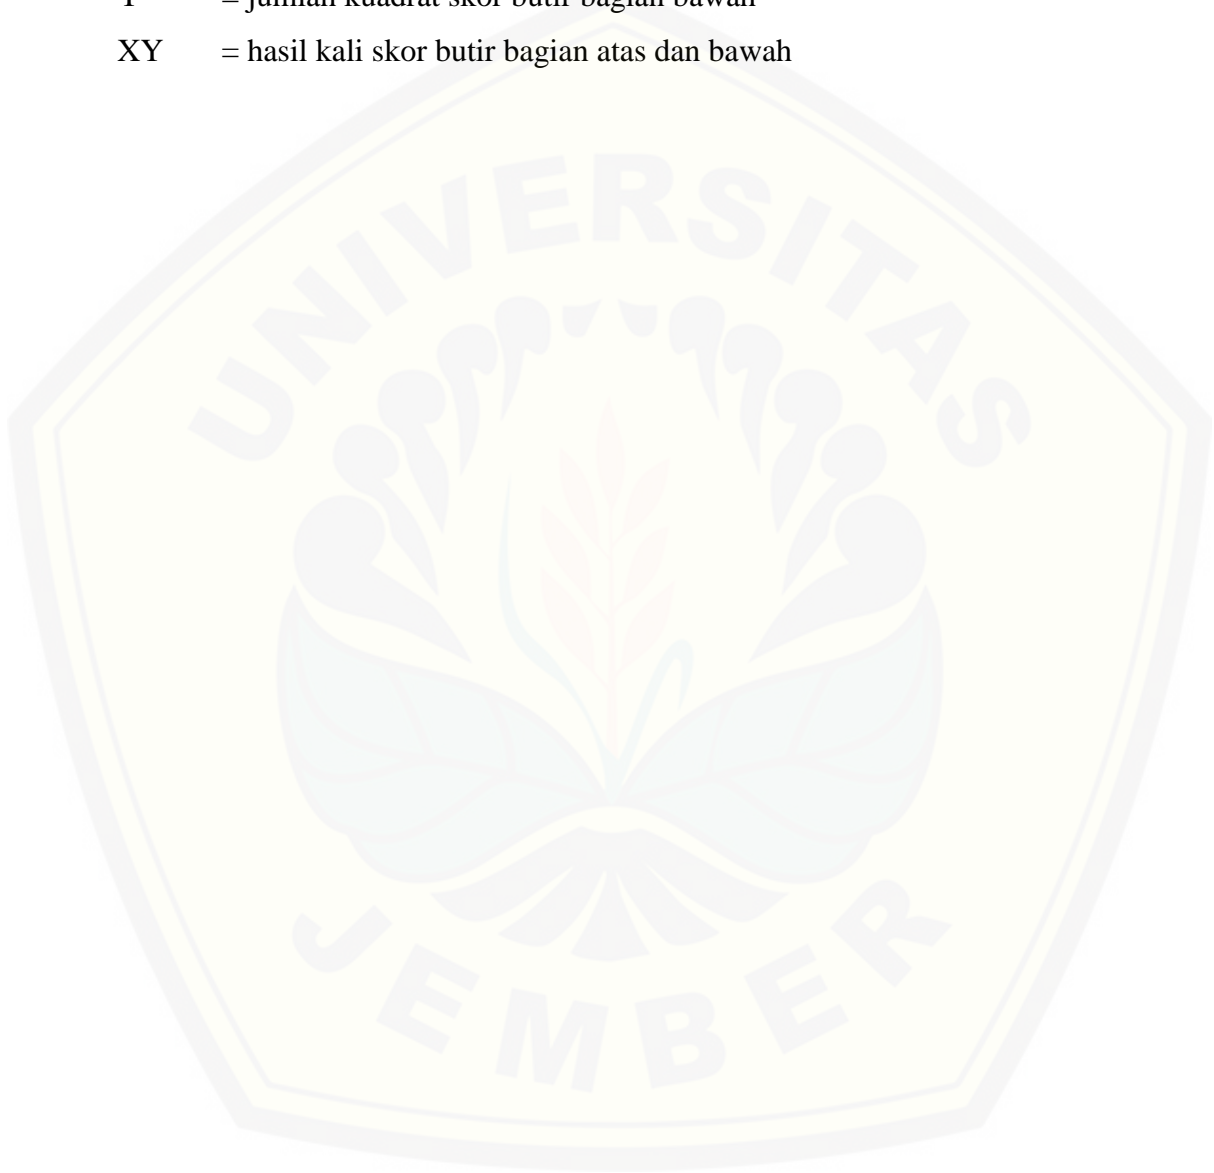 = jumlah kuadrat skor butir bagian bawah
XY = hasil kali skor butir bagian atas dan bawah
UNIVERSITAS
JEMBER